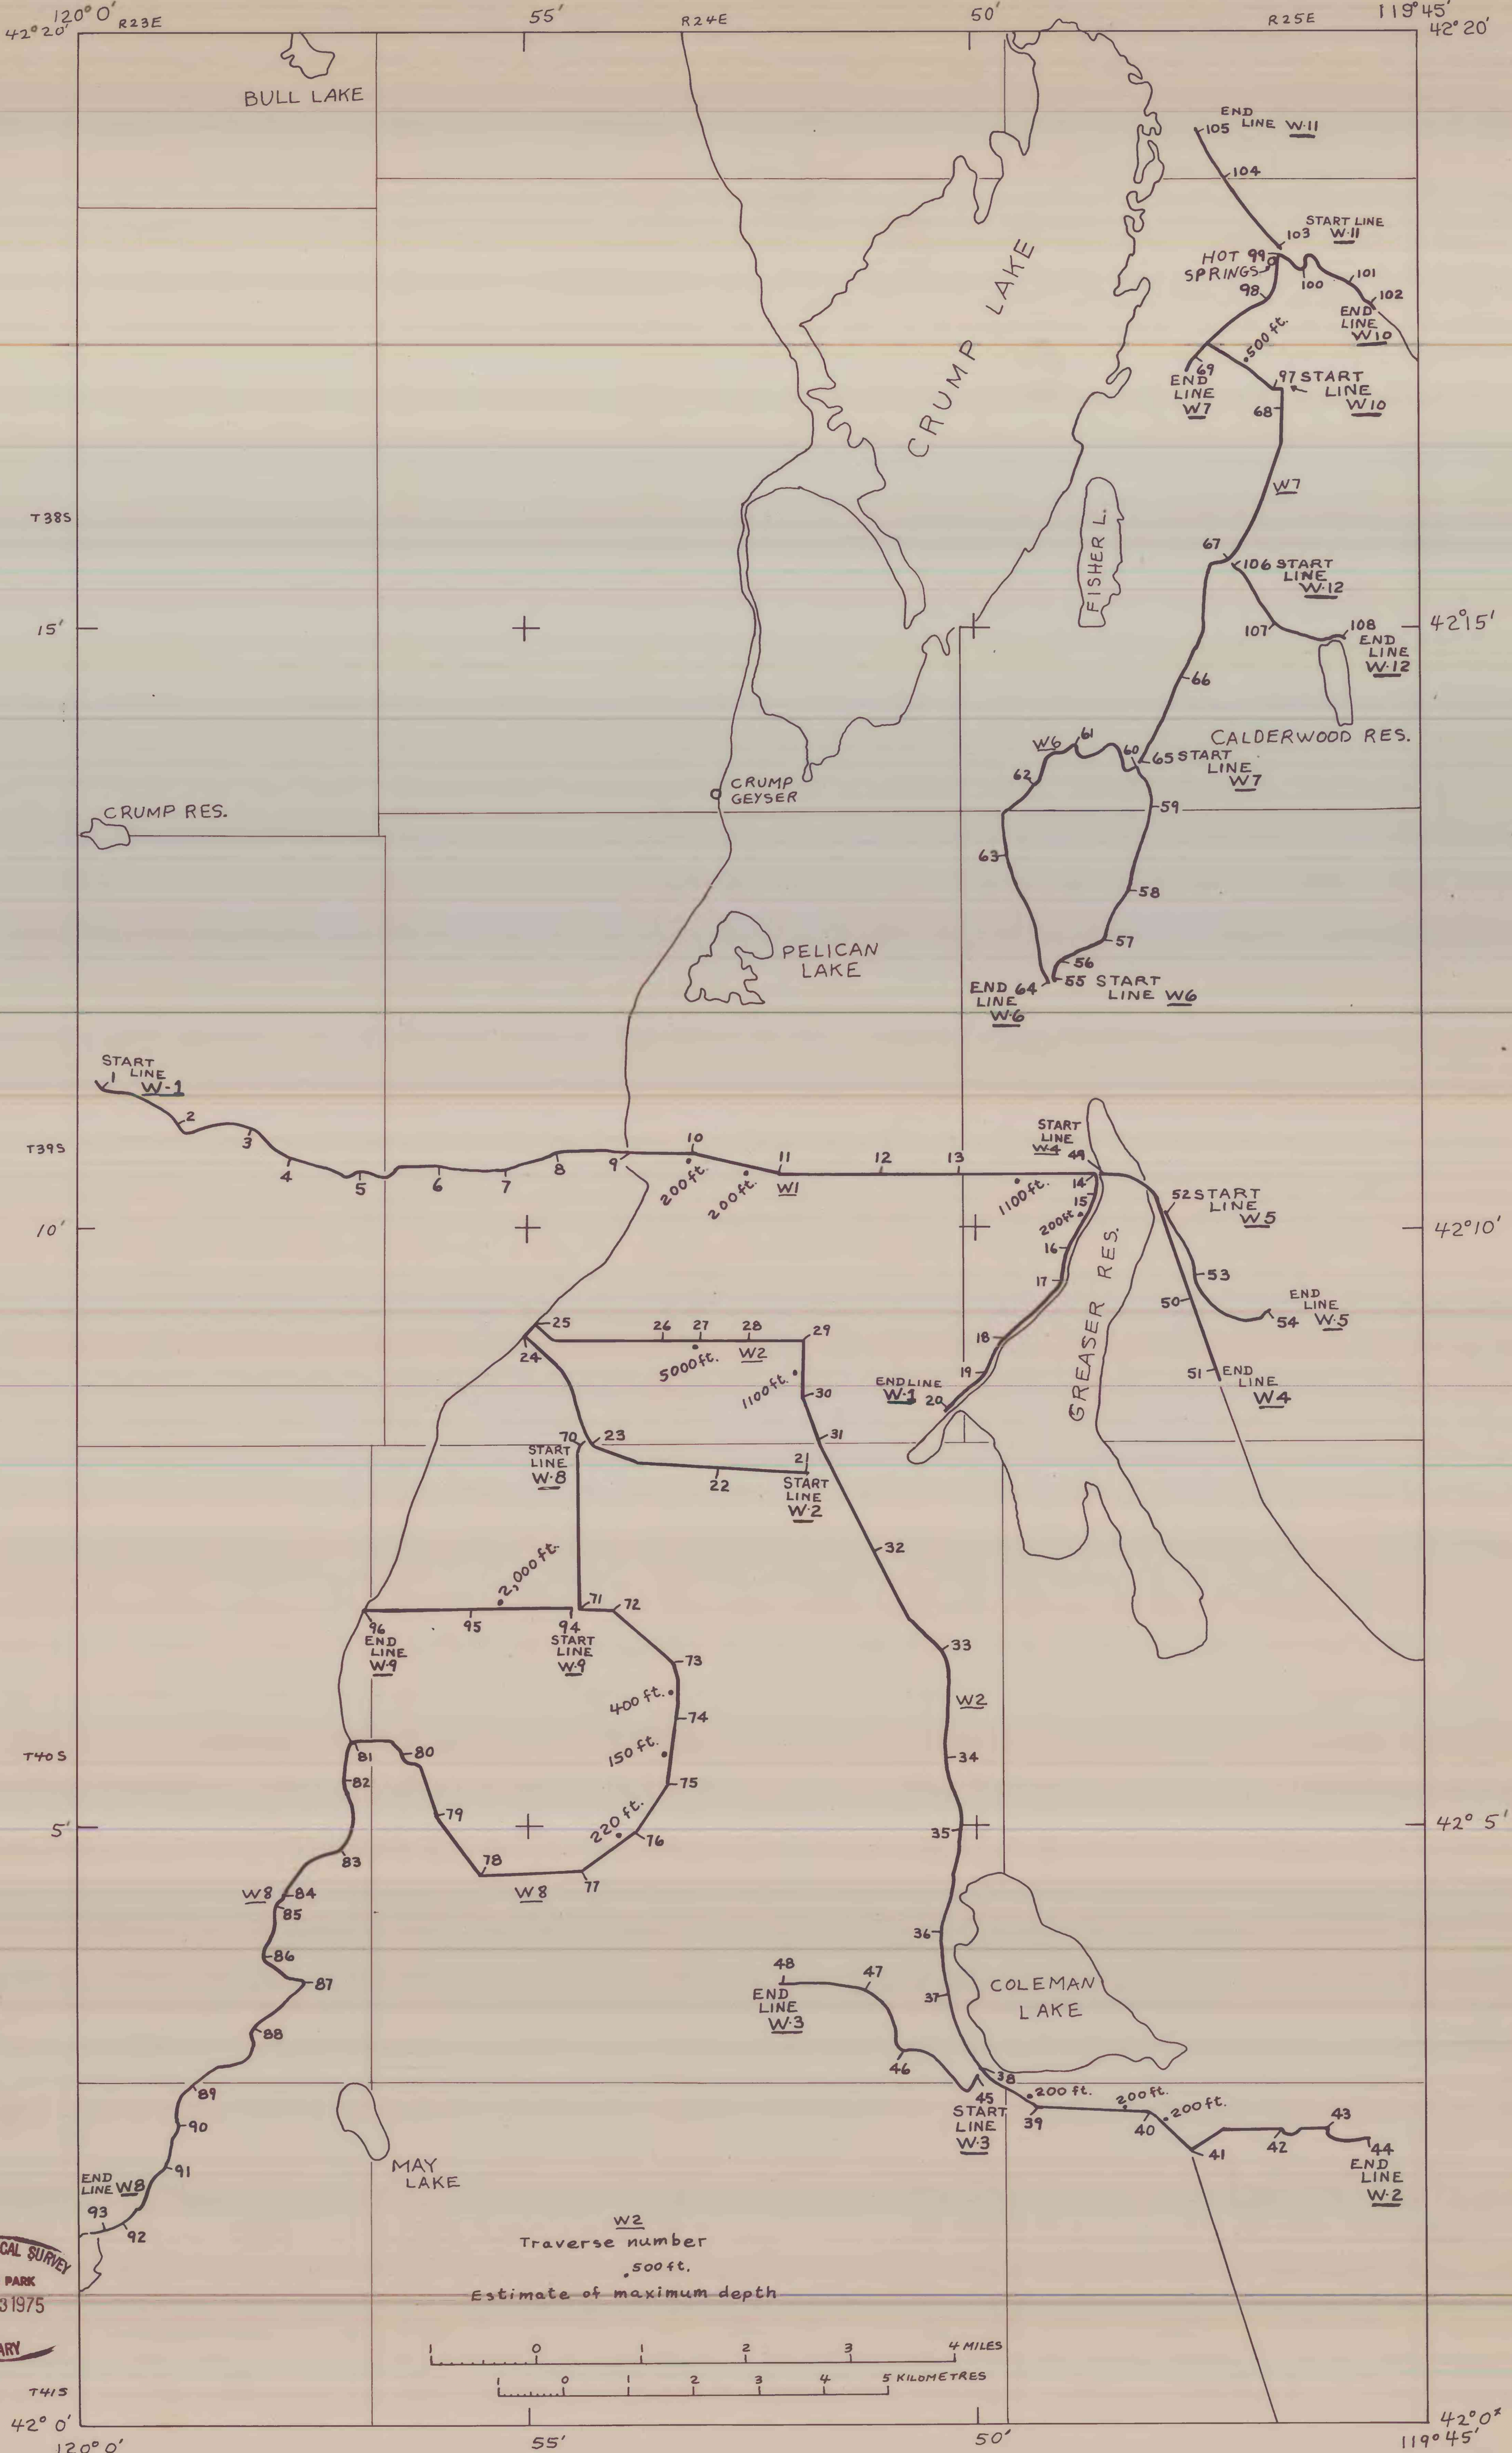 120° 0'
R23E
55'
R24E
50'
R25E
119° 45'
42° 20'
42° 20'
BULL LAKE
END
LINE W-11
105
104
103
START LINE
W-11
HOT
SPRINGS
99
98
100
101
102
END
LINE
W10
500 ft.
69
END
LINE
W7
97 START
LINE
W10
68
CRUMP LAKE
W7
T38S
FISHER L.
67
106 START
LINE
W-12
15'
42° 15'
107
108
END
LINE
W-12
66
CALDERWOOD RES.
W6
61
60
65 START
LINE
W7
62
CRUMP
GEYSER
59
CRUMP RES.
63
58
57
56
55 START
LINE W6
END 64
LINE
W-6
PELICAN
LAKE
START
LINE
W-1
1
2
3
4
5
6
7
8
9
10
200 ft.
200 ft.
11
W1
12
13
T39S
START
LINE
W-4
49
1100 ft.
14
15
200 ft.
16
17
18
19
END LINE
W-1 20
52 START
LINE
W5
53
50
END
LINE
54 W-5
51 END
LINE
W4
GREASER RES.
10'
42° 10'
25
24
26
27
28
29
W2
5000 ft.
1100 ft.
30
31
70
23
START
LINE
W-8
22
21
START
LINE
W-2
32
2,000 ft.
71
72
96
END
LINE
W-9
95
94
START
LINE
W-9
33
73
400 ft.
W2
74
T40S
81
80
150 ft.
34
82
75
79
5'
42° 5'
220 ft.
35
76
83
78
W8
77
W8 84
85
86
36
87
48
END
LINE
W-3
47
37
COLEMAN
LAKE
88
46
89
38
45
START
LINE
W-3
200 ft.
39
200 ft.
200 ft.
40
41
42
43
44
END
LINE
W-2
90
91
MAY
LAKE
END
LINE W8
93
92
W2
Traverse number
.500 ft.
Estimate of maximum depth
CAL SURVEY
PARK
31975
ARY
1 0 1 2 3 4 MILES
1 0 1 2 3 4 5 KILOMETRES
T41S
42° 0'
42° 0'
120° 0'
55'
50'
119° 45'